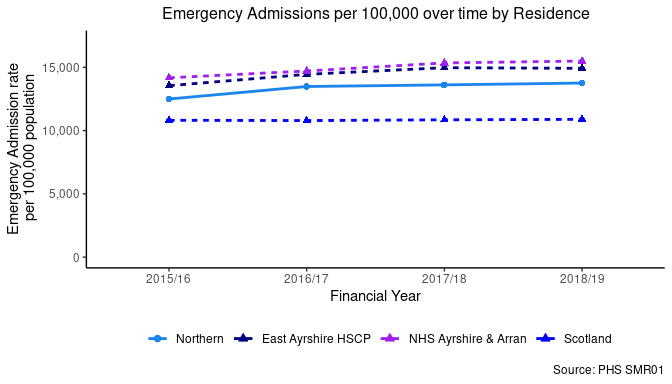 Emergency Admissions per 100,000 over time by Residence
Emergency Admission rate
per 100,000 population
15,000
10,000
5,000
0
2015/16 2016/17 2017/18 2018/19
Financial Year
Northern East Ayrshire HSCP NHS Ayrshire & Arran Scotland
Source: PHS SMR01